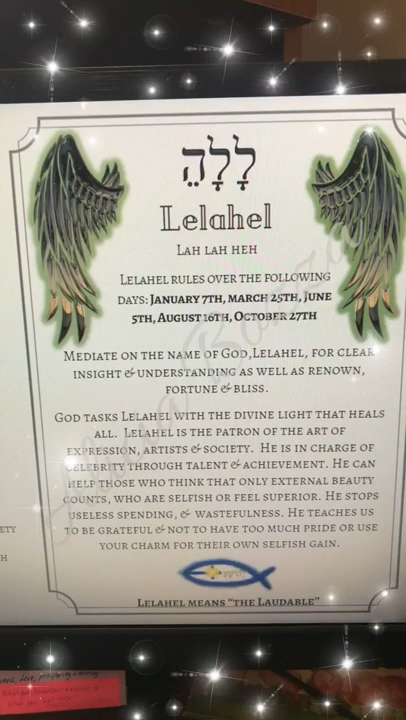 לָלָהֵ
Lelahel
Lah lah heh
Lelahel rules over the following
days: January 7th, March 25th, June
5th, August 16th, October 27th
Mediate on the name of God,Lelahel, for clear
insight & understanding as well as renown,
fortune & bliss.
God tasks Lelahel with the divine light that heals
all. Lelahel is the patron of the art of
expression, artists & society. He is in charge of
celebrity through talent & achievement. He can
help those who think that only external beauty
counts, who are selfish or feel superior. He stops
useless spending, & wastefulness. He teaches us
to be grateful & not to have too much pride or use
your charm for their own selfish gain.
Lelahel means “the Laudable”
ety
h